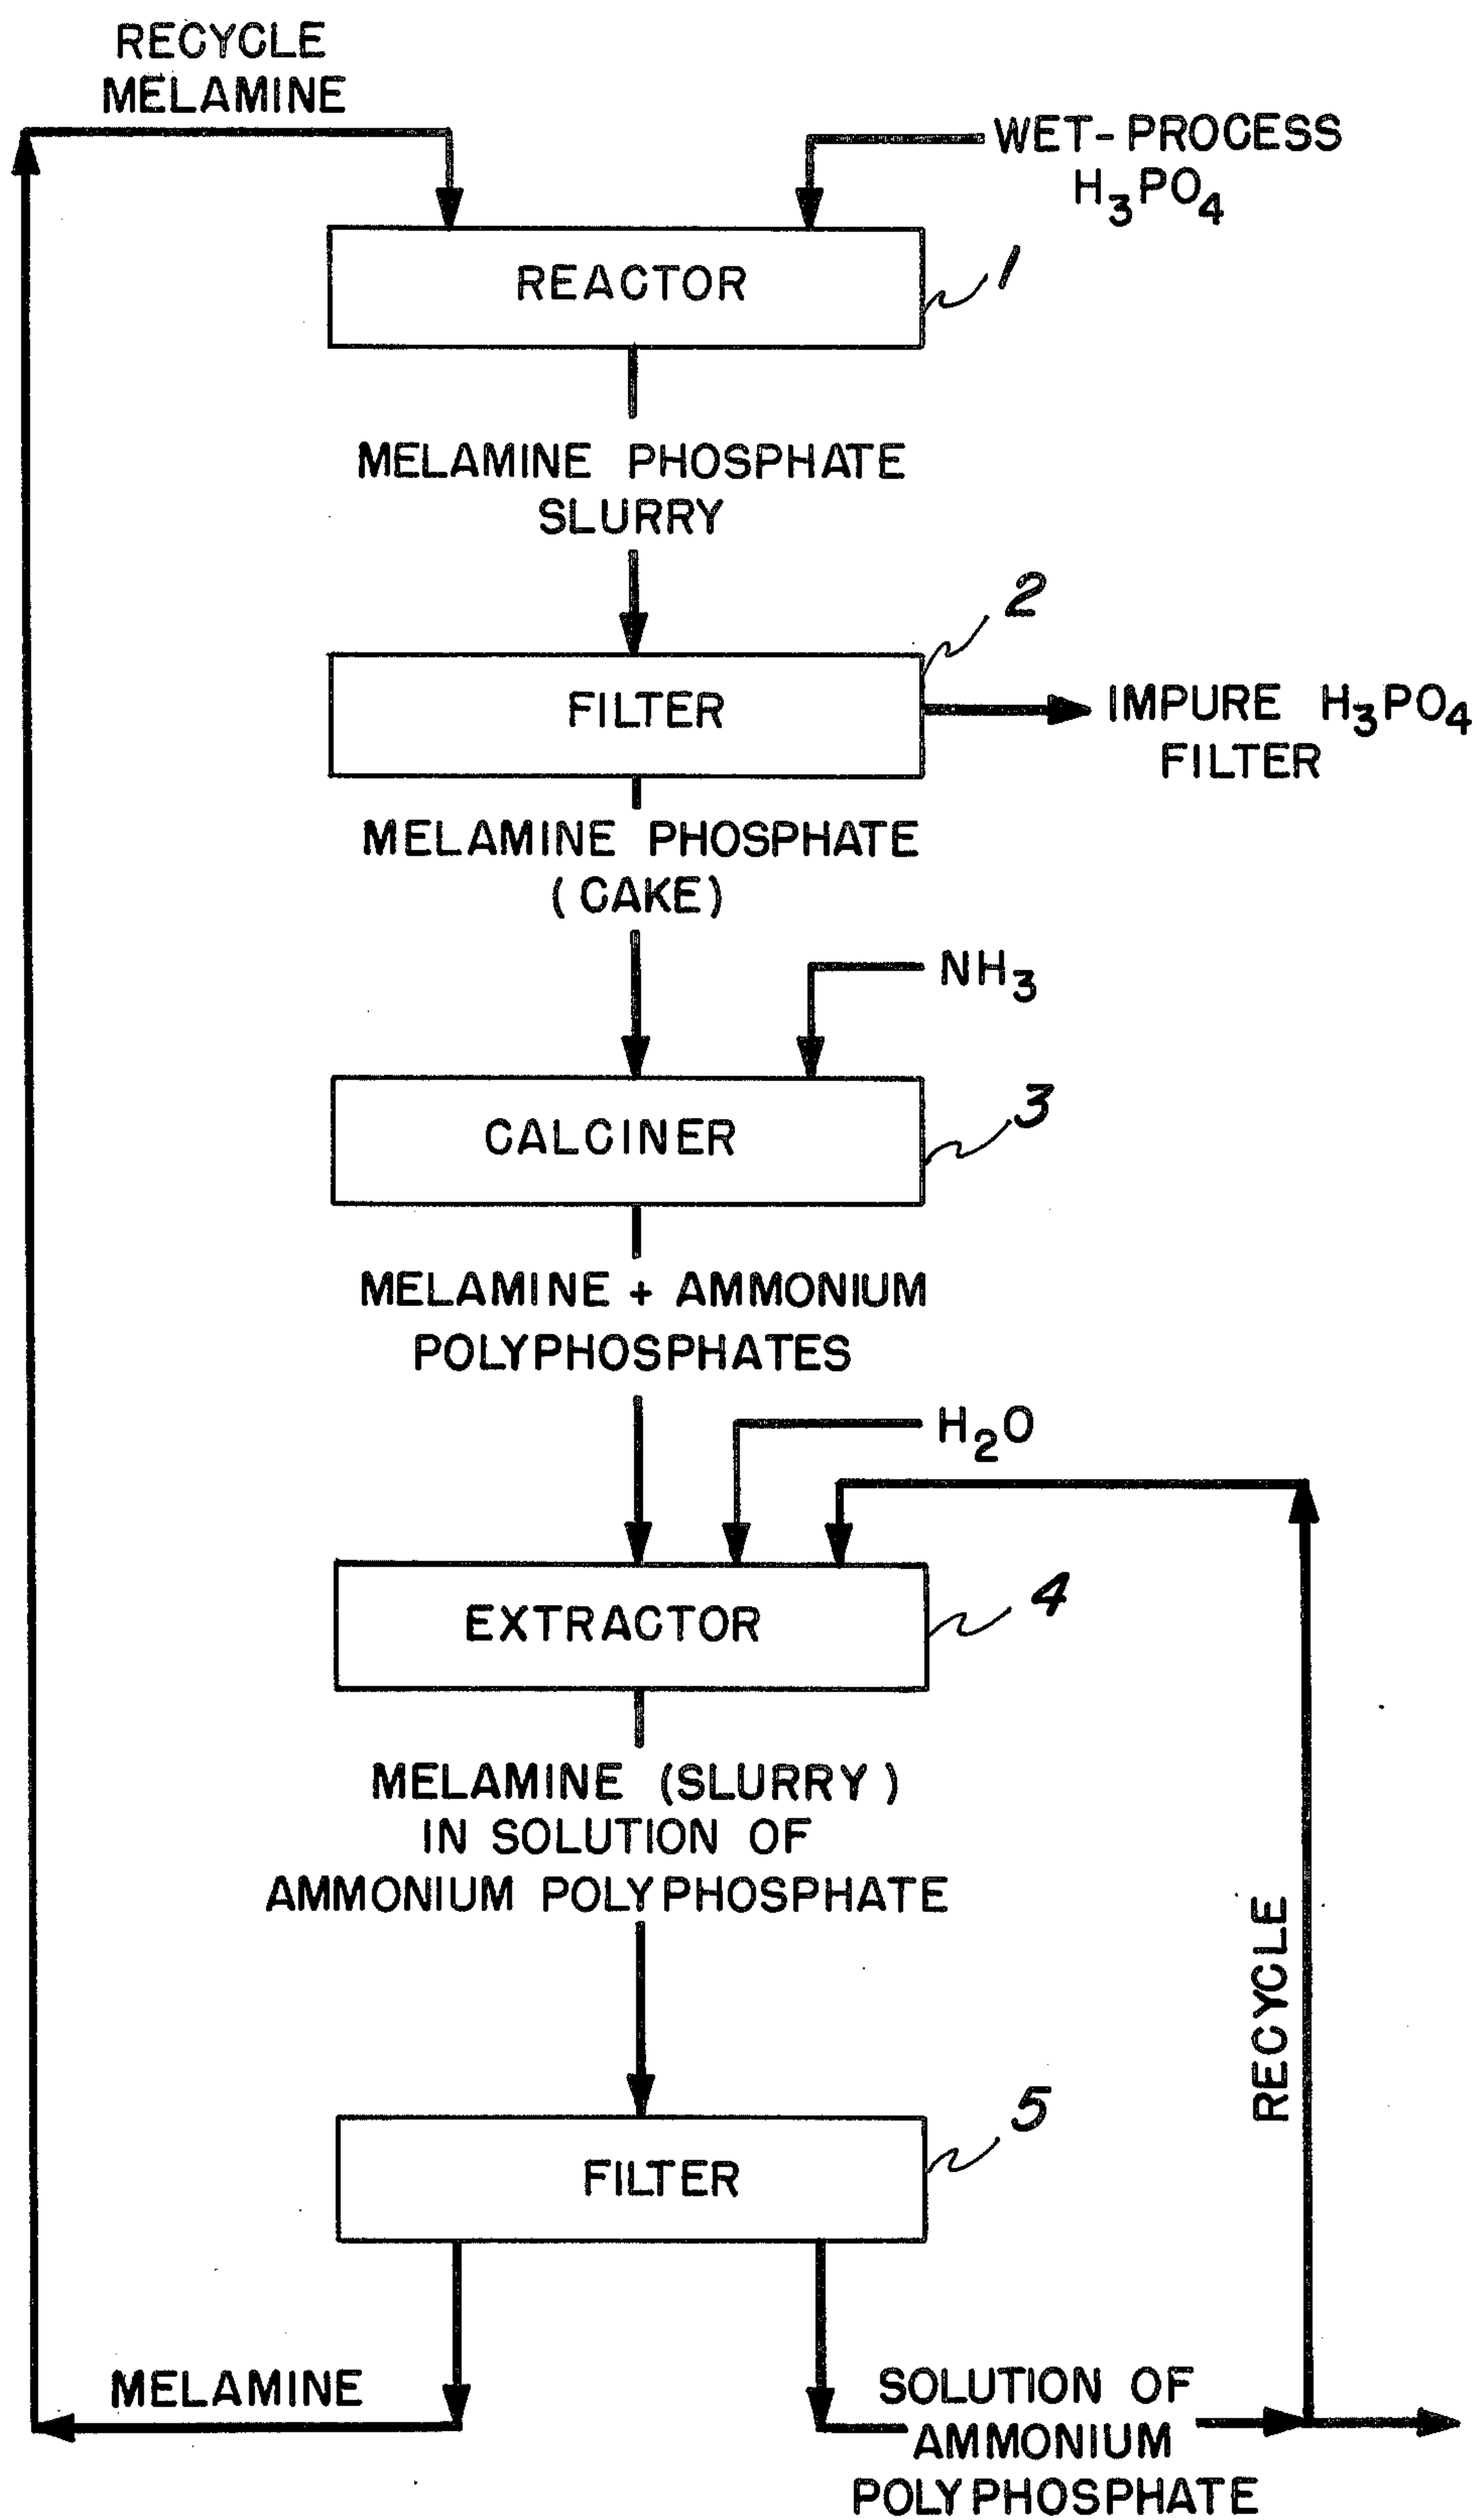 RECYCLE
MELAMINE
WET-PROCESS
H₃PO₄
REACTOR
1
MELAMINE PHOSPHATE
SLURRY
2
FILTER
IMPURE H₃PO₄
FILTER
MELAMINE PHOSPHATE
(CAKE)
NH₃
CALCINER
3
MELAMINE + AMMONIUM
POLYPHOSPHATES
H₂O
EXTRACTOR
4
MELAMINE (SLURRY)
IN SOLUTION OF
AMMONIUM POLYPHOSPHATE
RECYCLE
5
FILTER
MELAMINE
SOLUTION OF
AMMONIUM
POLYPHOSPHATE